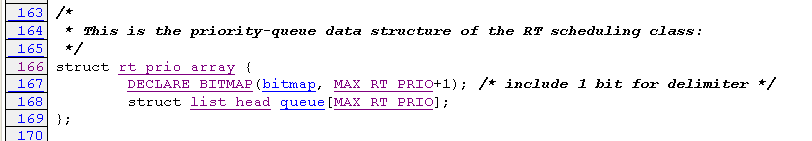 163 /*
164  * This is the priority-queue data structure of the RT scheduling class:
165  */
166 struct rt_prio_array {
167         DECLARE_BITMAP(bitmap, MAX_RT_PRIO+1); /* include 1 bit for delimiter */
168         struct list_head queue[MAX_RT_PRIO];
169 };
170